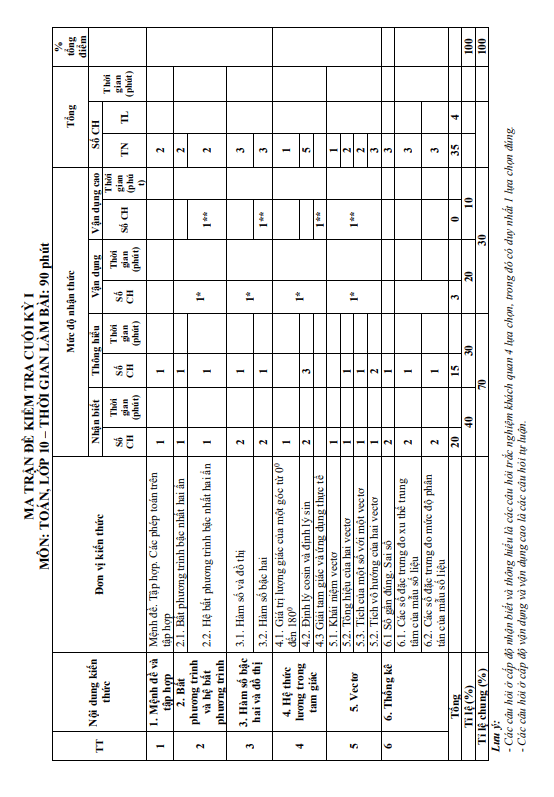 MA TRẬN ĐỀ KIỂM TRA CUỐI KỲ I
MÔN: TOÁN, LỚP 10 – THỜI GIAN LÀM BÀI: 90 phút
TT Nội dung kiến thức Đơn vị kiến thức Mức độ nhận thức Tổng % tổng điểm
Nhận biết Thông hiểu Vận dụng Vận dụng cao Số CH Thời gian (phút)
Số CH Thời gian (phút) Số CH Thời gian (phút) Số CH Thời gian (phút) Số CH Thời gian (phút) TN TL
1 1. Mệnh đề và tập hợp Mệnh đề. Tập hợp. Các phép toán trên tập hợp 1 1 2
2 2. Bất phương trình và hệ bất phương trình 2.1. Bất phương trình bậc nhất hai ẩn 1 1 1* 2
2.2. Hệ bất phương trình bậc nhất hai ẩn 1 1 1** 2
3 3. Hàm số bậc hai và đồ thị 3.1. Hàm số và đồ thị 2 1 1* 3
3.2. Hàm số bậc hai 2 1 1** 3
4 4. Hệ thức lượng trong tam giác 4.1. Giá trị lượng giác của một góc từ 0⁰ đến 180⁰ 1 1* 1
4.2. Định lý cosin và định lý sin 2 3 5
4.3 Giải tam giác và ứng dụng thực tế 1**
5 5. Vectơ 5.1. Khái niệm vectơ 1 1* 1** 1
5.2. Tổng hiệu của hai vectơ 1 1 2
5.3. Tích của một số với một vectơ 1 1 2
5.2. Tích vô hướng của hai vectơ 1 2 3
6 6. Thống kê 6.1 Số gần đúng. Sai số 2 1 3
6.1. Các số đặc trưng đo xu thế trung tâm của mẫu số liệu 2 1 3
6.2. Các số đặc trưng đo mức độ phân tán của mẫu số liệu 2 1 3
Tổng 20 15 3 0 35 4
Tỉ lệ (%) 40 30 20 10 100
Tỉ lệ chung (%) 70 30 100
Lưu ý:
- Các câu hỏi ở cấp độ nhận biết và thông hiểu là các câu hỏi trắc nghiệm khách quan 4 lựa chọn, trong đó có duy nhất 1 lựa chọn đúng.
- Các câu hỏi ở cấp độ vận dụng và vận dụng cao là các câu hỏi tự luận.